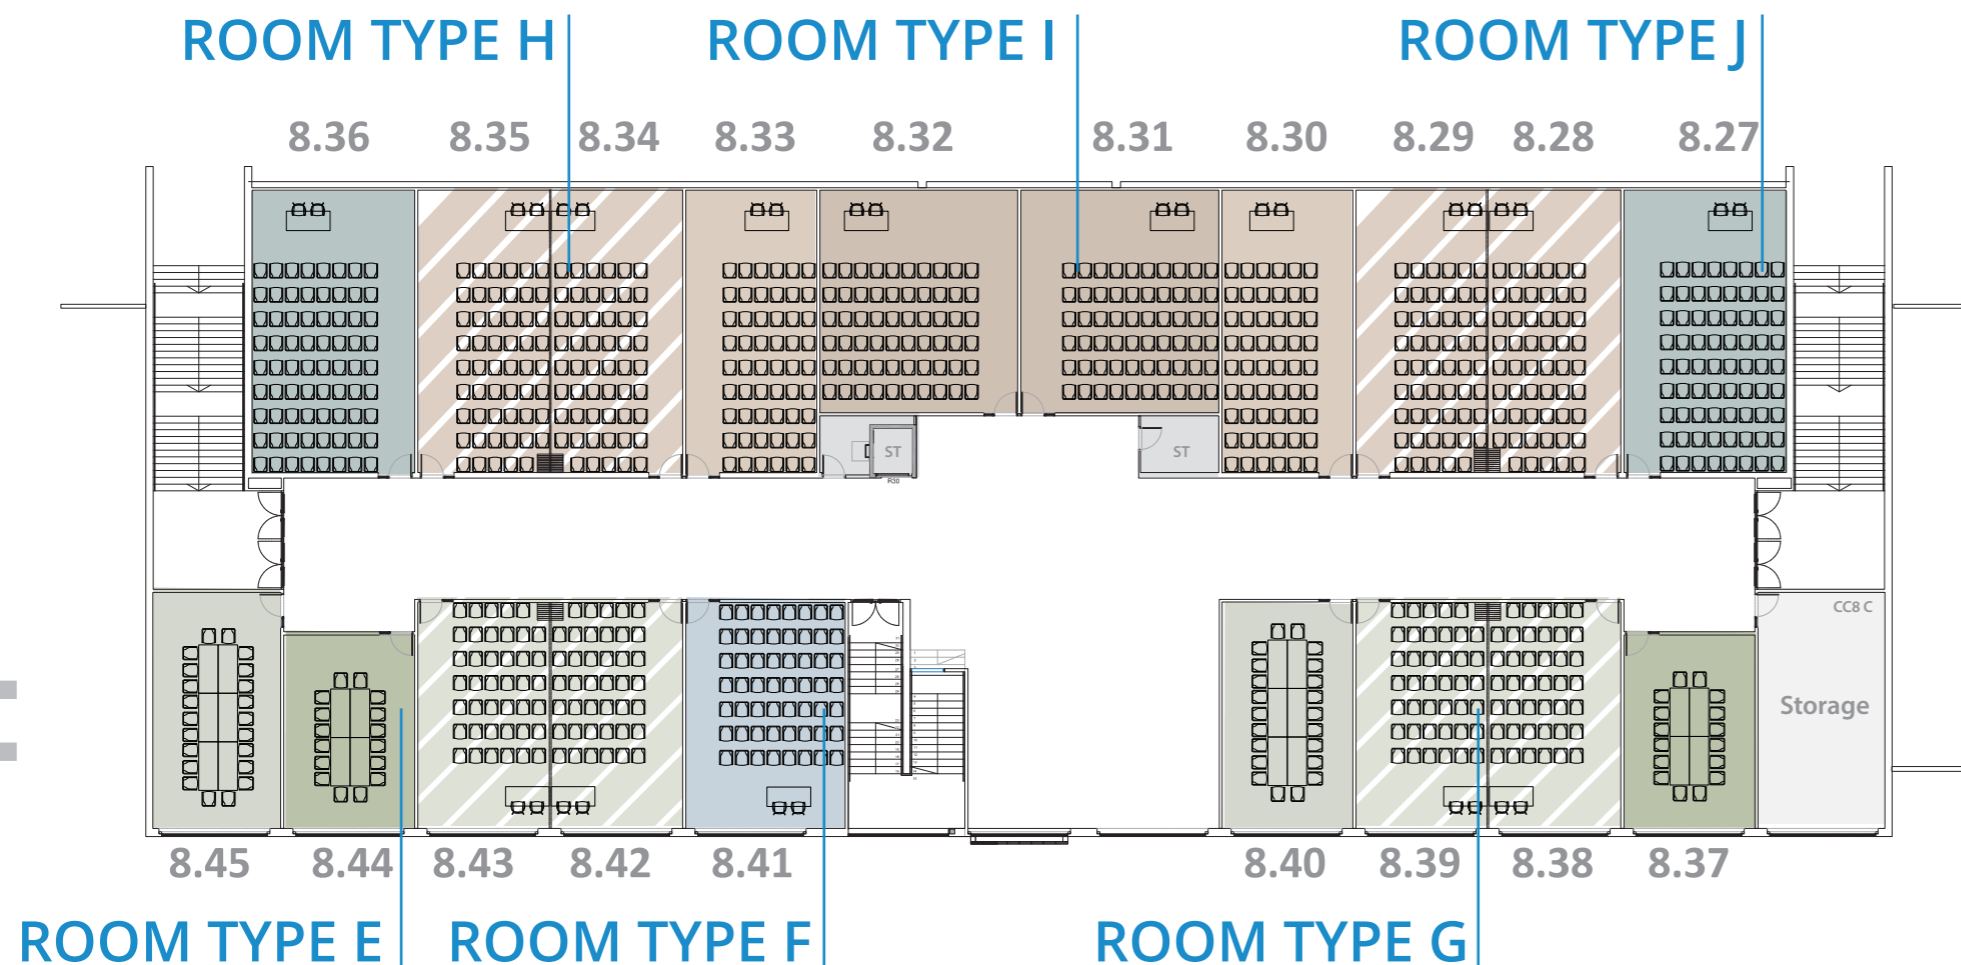 ROOM TYPE H ROOM TYPE I ROOM TYPE J
8.36 8.35 8.34 8.33 8.32 8.31 8.30 8.29 8.28 8.27
ST ST
R30
CC8 C
Storage
8.45 8.44 8.43 8.42 8.41 8.40 8.39 8.38 8.37
ROOM TYPE E ROOM TYPE F ROOM TYPE G